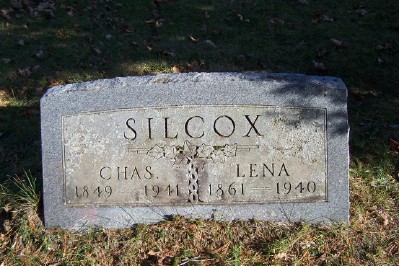 SILCOX
CHAS. LENA
1849 — 1941 1861 — 1940